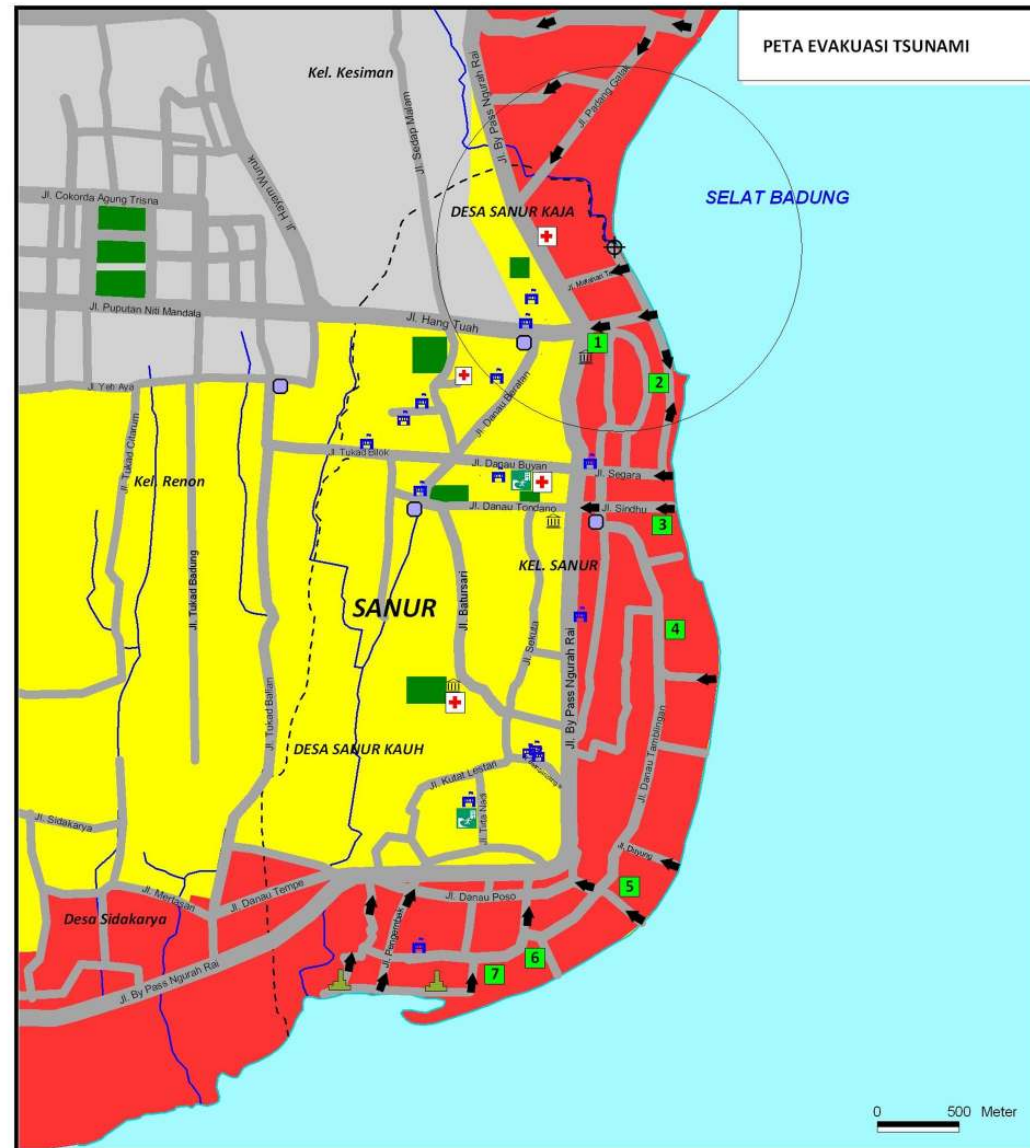 PETA EVAKUASI TSUNAMI
Kel. Kesiman
Jl. By Pass Ngurah Rai
Jl. Padang Galak
Jl. Sedap Malam
Jl. Hayam Wuruk
Jl. Cokorda Agung Trisna
SELAT BADUNG
DESA SANUR KAJA
Jl. Matahari
Jl. Puputan Niti Mandala
Jl. Hang Tuah
1
2
Jl. Yeh Aya
Jl. Danau Beratan
Jl. Tukad Citarum
Jl. Tukad Bilok
Jl. Danau Buyan
Jl. Segara
Kel. Renon
Jl. Danau Tondano
Jl. Sindhu
3
KEL. SANUR
Jl. Tukad Badung
SANUR
Jl. Batursari
Jl. Sekuta
4
Jl. By Pass Ngurah Rai
Jl. Tukad Balian
Jl. Danau Tamblingan
DESA SANUR KAUH
Jl. Kutat Lestari
Jl. Tirta Nadi
Jl. Sidakarya
Jl. Duyung
5
Jl. Mertasari
Jl. Danau Tempe
Jl. Danau Poso
Desa Sidakarya
Jl. Pengembak
6
7
Jl. By Pass Ngurah Rai
0 500 Meter